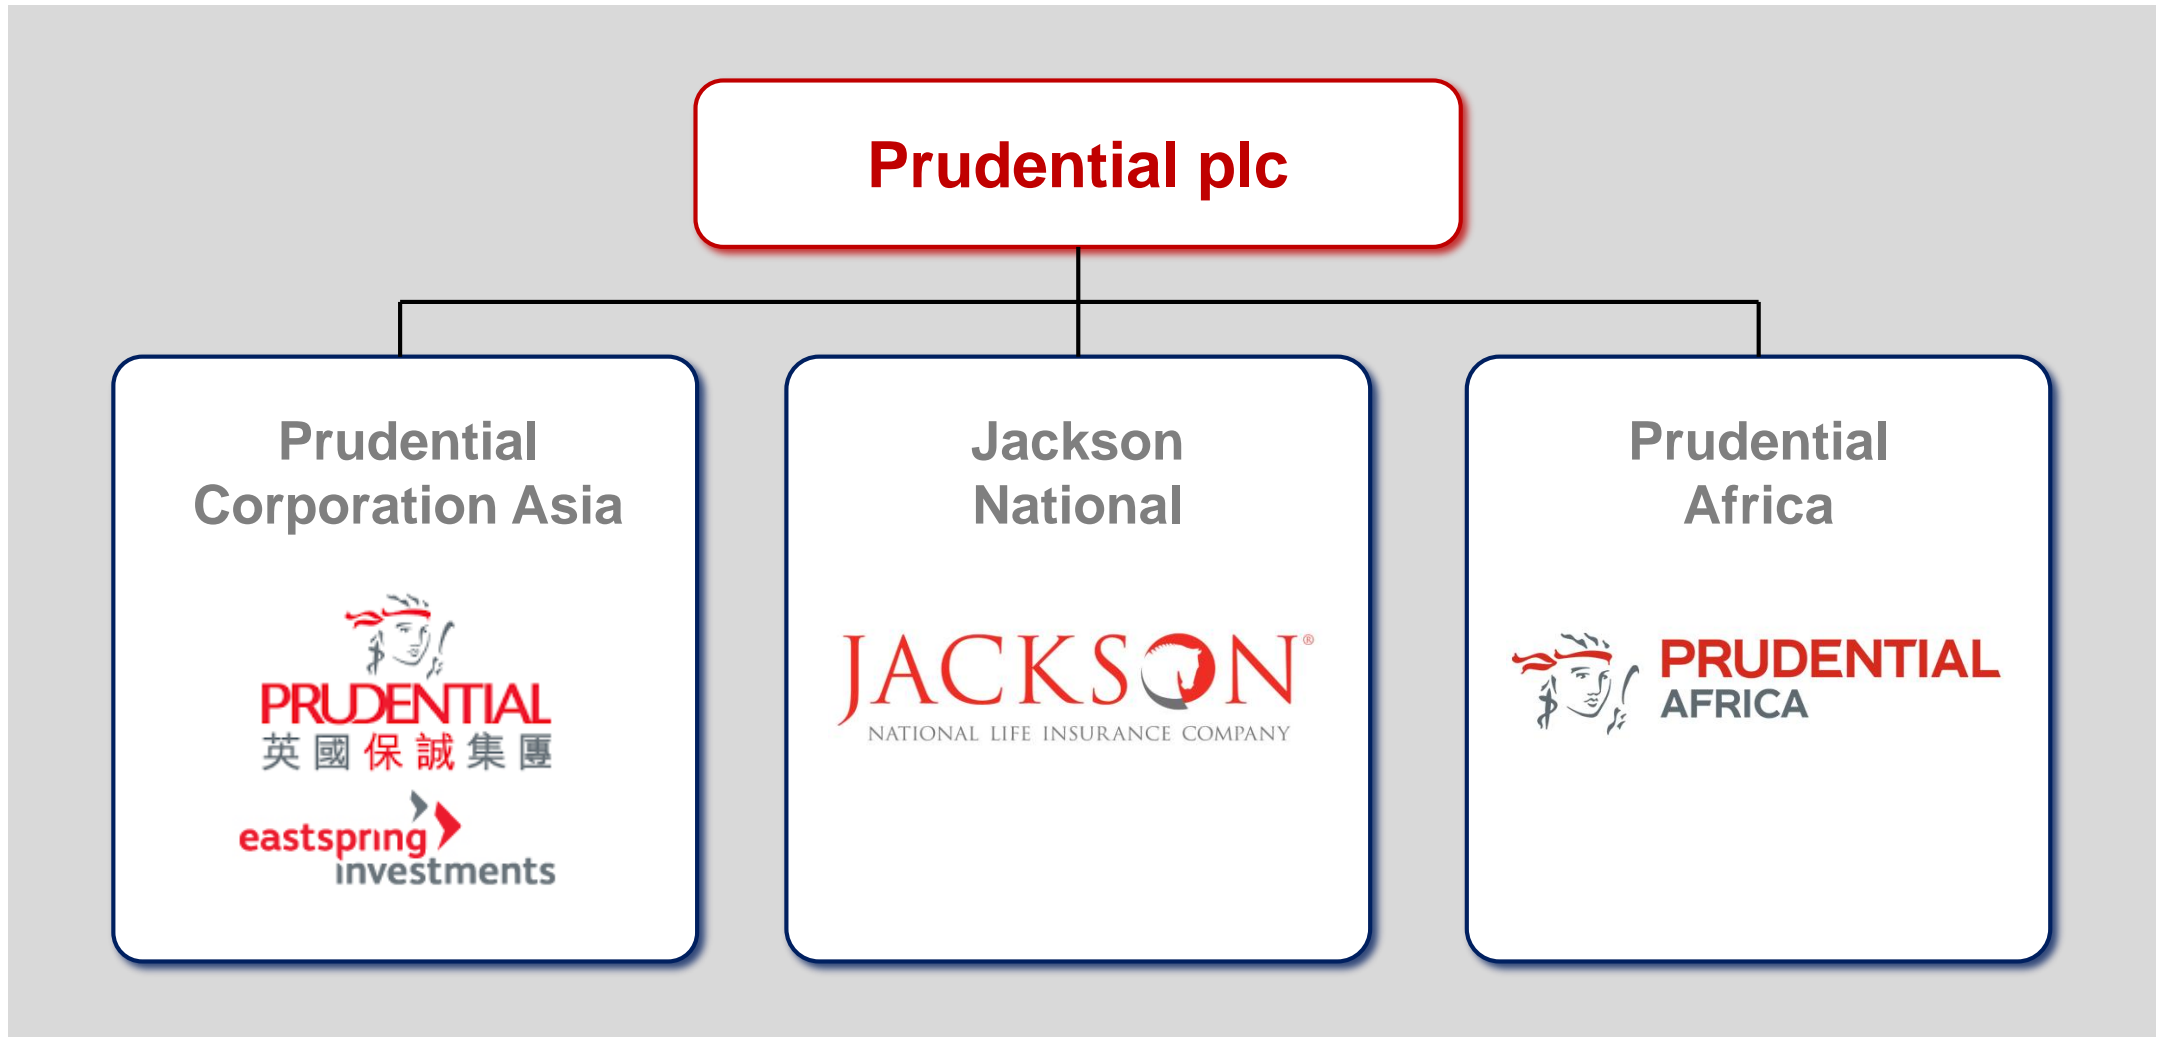 Prudential plc
Prudential
Corporation Asia
PRUDENTIAL
英國保誠集團
eastspring
investments
Jackson
National
JACKSON®
NATIONAL LIFE INSURANCE COMPANY
Prudential
Africa
PRUDENTIAL
AFRICA